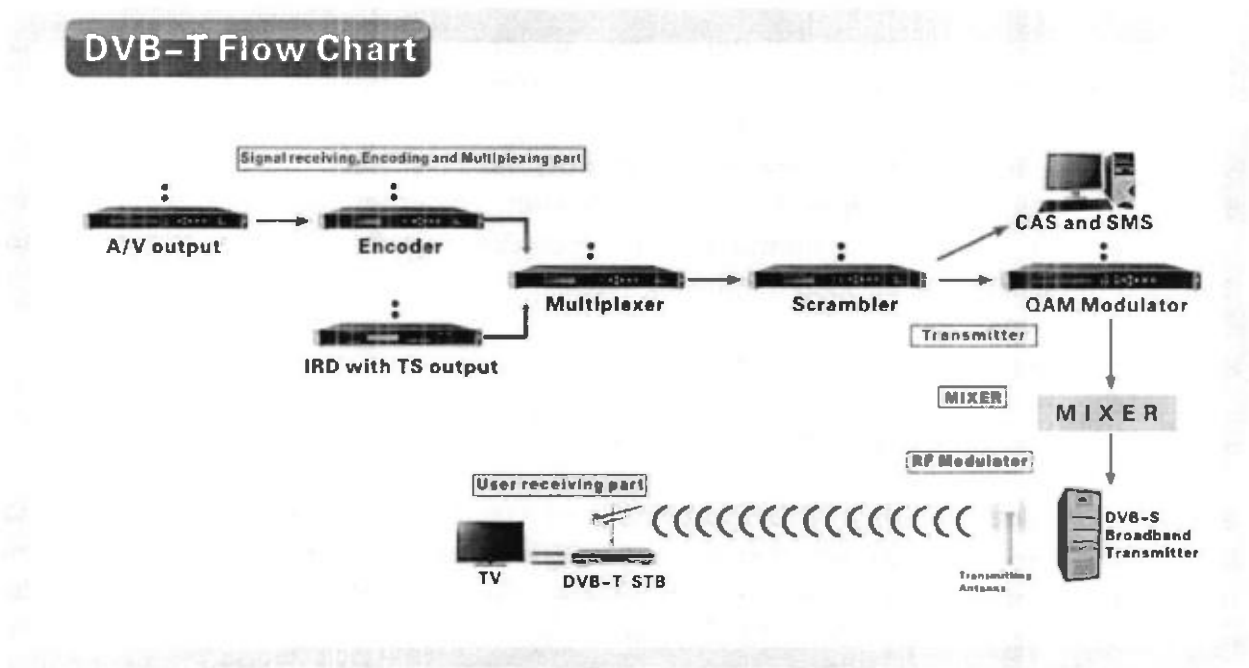 DVB-T Flow Chart
Signal receiving, Encoding and Multiplexing part
A/V output
Encoder
CAS and SMS
Multiplexer
Scrambler
QAM Modulator
IRD with TS output
Transmitter
MIXER
MIXER
RF Modulator
User receiving part
DVB-S
Broadband
Transmitter
TV
DVB-T STB
Transmitting
Antenna